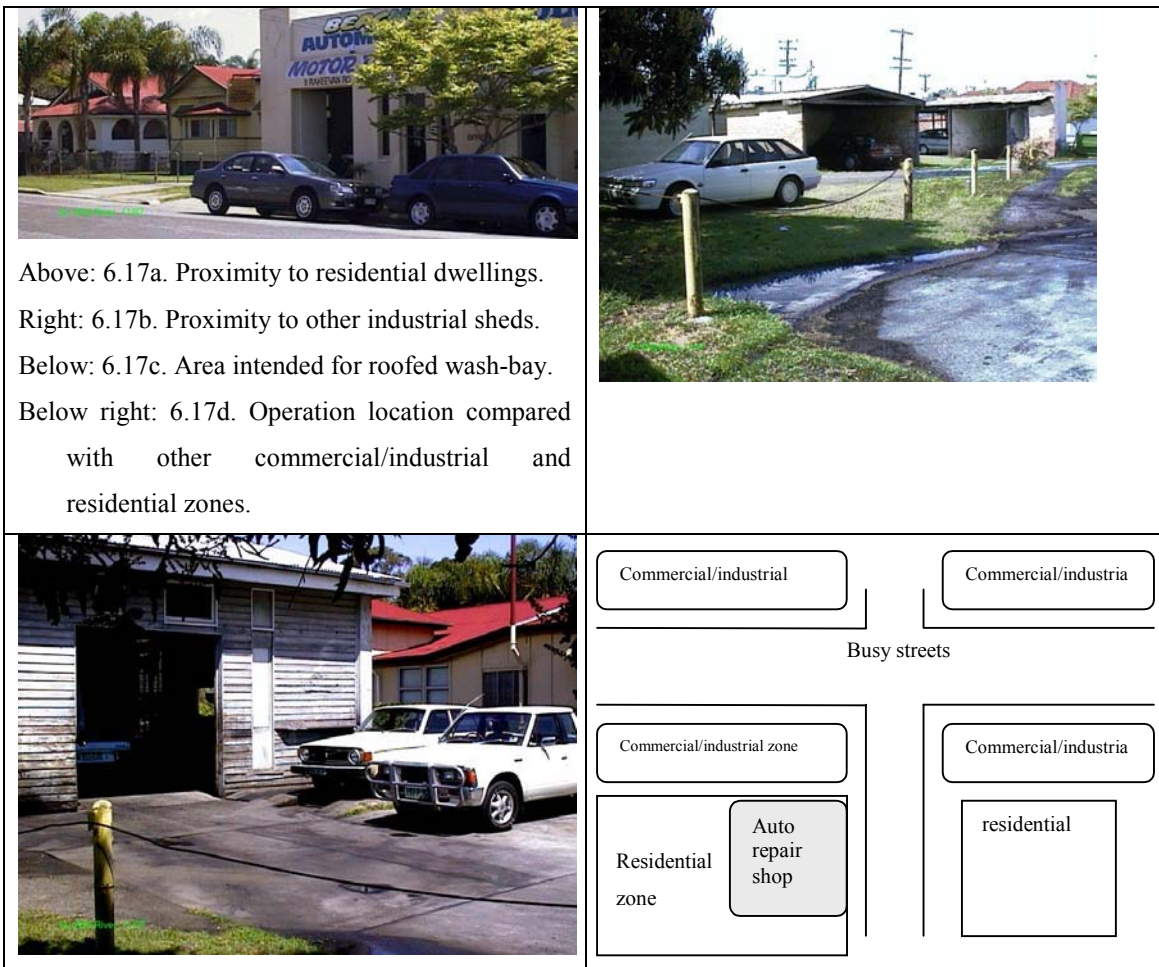 AUTOM
MOTOR
Above: 6.17a. Proximity to residential dwellings.
Right: 6.17b. Proximity to other industrial sheds.
Below: 6.17c. Area intended for roofed wash-bay.
Below right: 6.17d. Operation location compared
with other commercial/industrial and
residential zones.
Commercial/industrial
Commercial/industria
Busy streets
Commercial/industrial zone
Commercial/industria
Residential
zone
Auto
repair
shop
residential